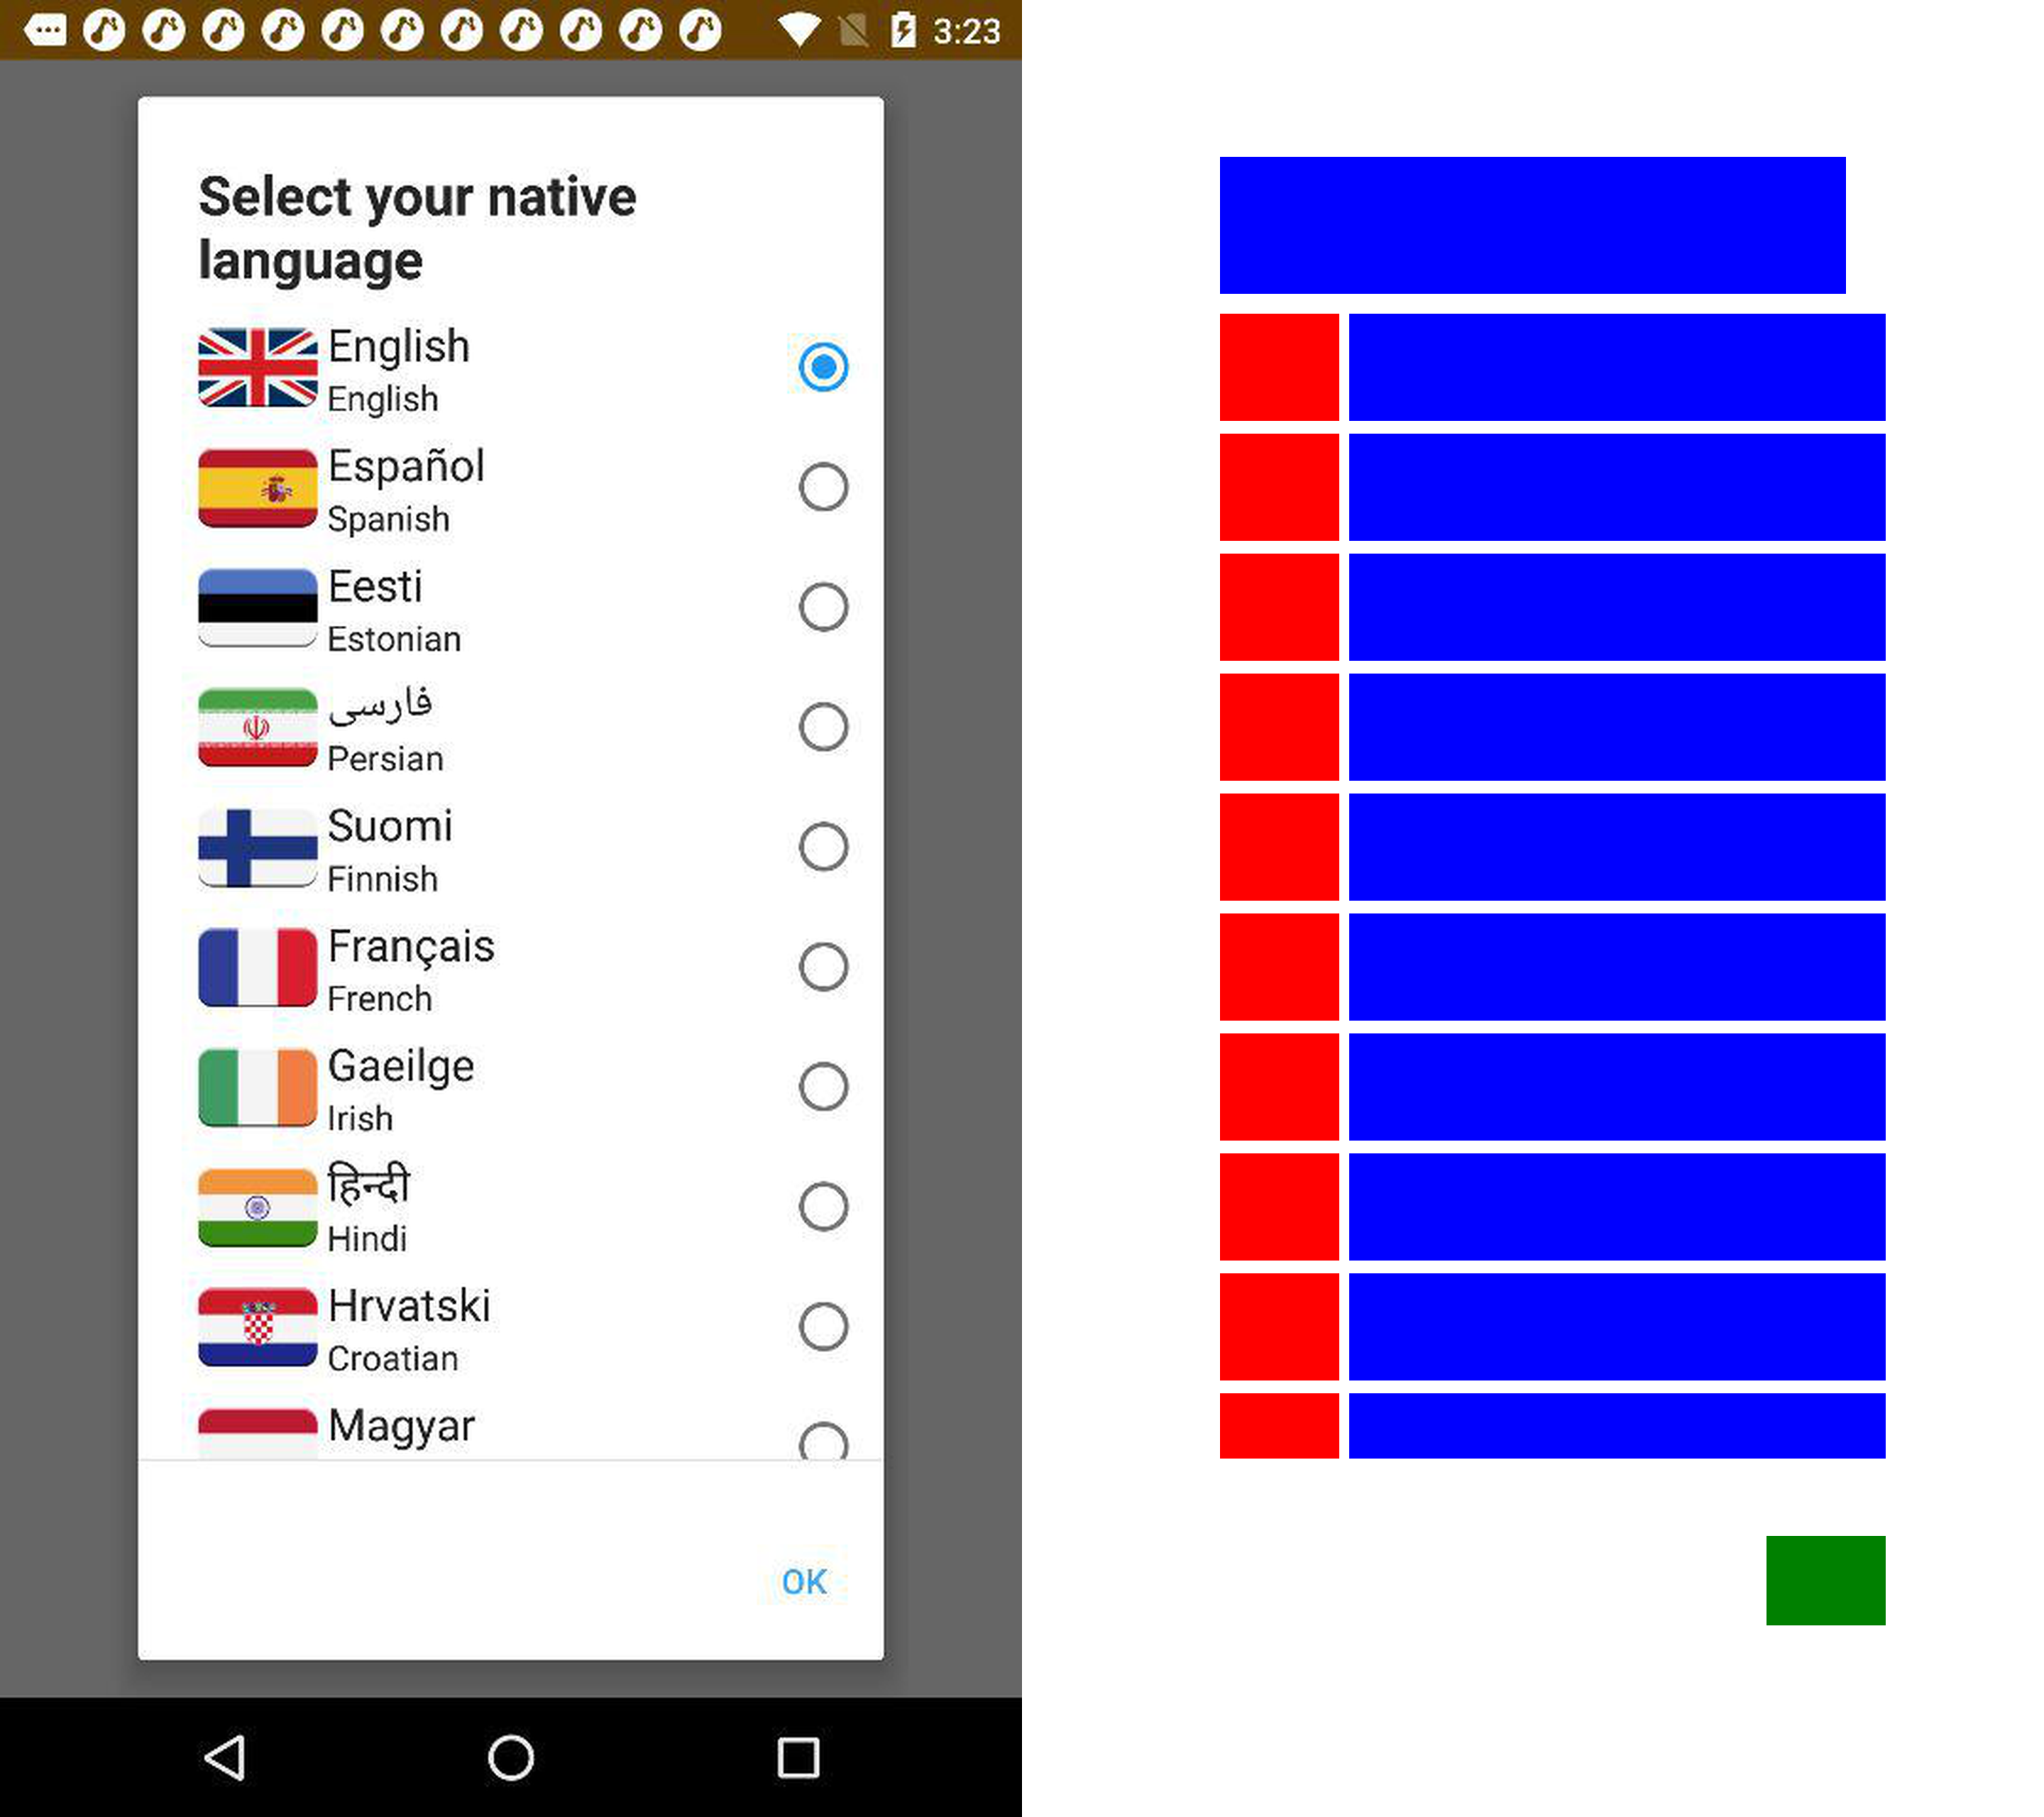 3:23
Select your native
language
English
English
Español
Spanish
Eesti
Estonian
فارسی
Persian
Suomi
Finnish
Français
French
Gaeilge
Irish
हिन्दी
Hindi
Hrvatski
Croatian
Magyar
OK